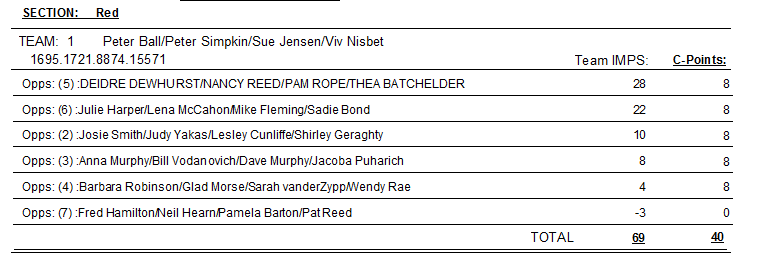 SECTION: Red
TEAM: 1 Peter Ball/Peter Simpkin/Sue Jensen/Viv Nisbet
1695.1721.8874.15571 Team IMPS: C-Points:
Opps: (5) :DEIDRE DEWHURST/NANCY REED/PAM ROPE/THEA BATCHELDER 28 8
Opps: (6) :Julie Harper/Lena McCahon/Mike Fleming/Sadie Bond 22 8
Opps: (2) :Josie Smith/Judy Yakas/Lesley Cunliffe/Shirley Geraghty 10 8
Opps: (3) :Anna Murphy/Bill Vodanovich/Dave Murphy/Jacoba Puharich 8 8
Opps: (4) :Barbara Robinson/Glad Morse/Sarah vanderZypp/Wendy Rae 4 8
Opps: (7) :Fred Hamilton/Neil Hearn/Pamela Barton/Pat Reed -3 0
TOTAL 69 40